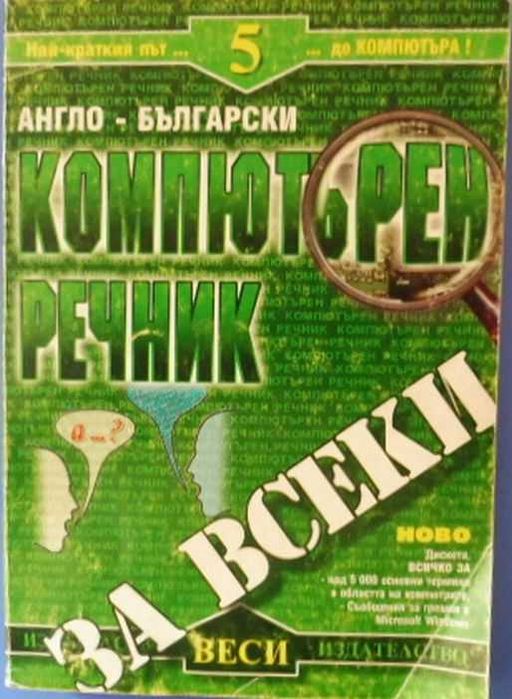 Най-краткия път ... 5 ... до КОМПЮТЪРА !
АНГЛО - БЪЛГАРСКИ
КОМПЮТЪРЕН
РЕЧНИК
а...?
ЗА ВСЕКИ
НОВО
Дискета,
ВСИЧКО ЗА
- над 5 000 основни термина
в областта на компютрите,
- Съобщения за грешки в
Microsoft Windows
ВЕСИ ИЗДАТЕЛСТВО